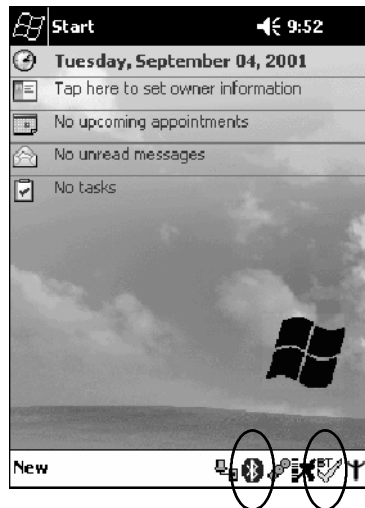 Start 9:52
Tuesday, September 04, 2001
Tap here to set owner information
No upcoming appointments
No unread messages
No tasks
New BT